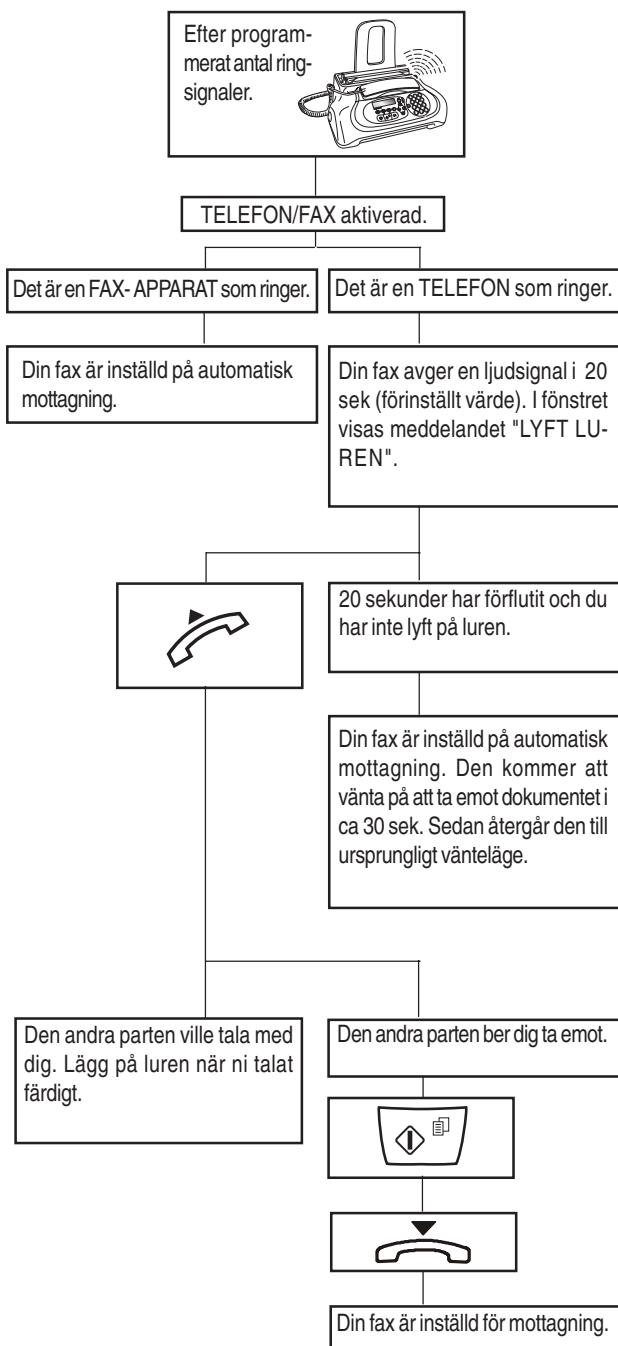 Efter program-
merat antal ring-
signaler.
TELEFON/FAX aktiverad.
Det är en FAX- APPARAT som ringer.
Det är en TELEFON som ringer.
Din fax är inställd på automatisk
mottagning.
Din fax avger en ljudsignal i 20
sek (förinställt värde). I fönstret
visas meddelandet "LYFT LU-
REN".
20 sekunder har förflutit och du
har inte lyft på luren.
Din fax är inställd på automatisk
mottagning. Den kommer att
vänta på att ta emot dokumentet i
ca 30 sek. Sedan återgår den till
ursprungligt vänteläge.
Den andra parten ville tala med
dig. Lägg på luren när ni talat
färdigt.
Den andra parten ber dig ta emot.
Din fax är inställd för mottagning.